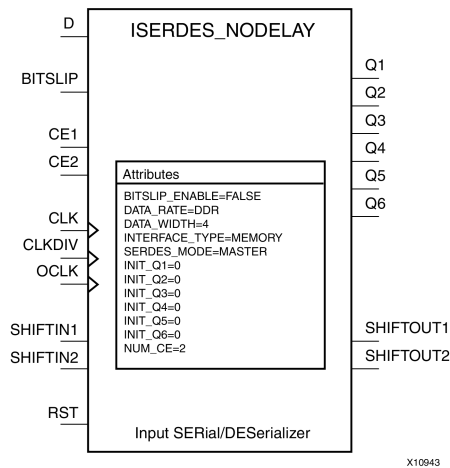 ISERDES_NODELAY
D
BITSLIP
CE1
CE2
CLK
CLKDIV
OCLK
SHIFTIN1
SHIFTIN2
RST
Attributes
BITSLIP_ENABLE=FALSE
DATA_RATE=DDR
DATA_WIDTH=4
INTERFACE_TYPE=MEMORY
SERDES_MODE=MASTER
INIT_Q1=0
INIT_Q2=0
INIT_Q3=0
INIT_Q4=0
INIT_Q5=0
INIT_Q6=0
NUM_CE=2
Q1
Q2
Q3
Q4
Q5
Q6
SHIFTOUT1
SHIFTOUT2
Input SERial/DESerializer
X10943